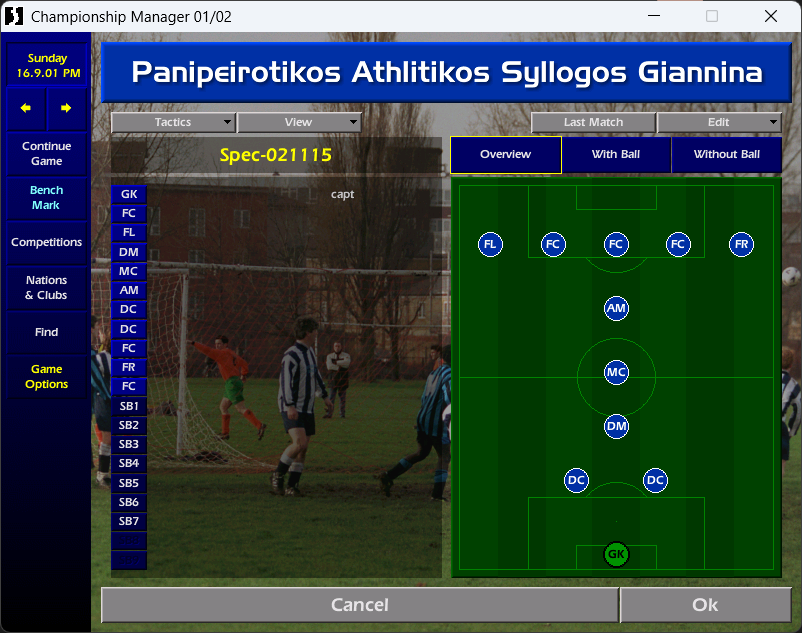 Championship Manager 01/02
Sunday
16.9.01 PM
Panipeirotikos Athlitikos Syllogos Giannina
Continue
Game
Bench
Mark
Competitions
Nations
& Clubs
Find
Game
Options
Tactics
View
Last Match
Edit
Spec-021115
Overview
With Ball
Without Ball
GK
capt
FC
FL
DM
MC
AM
DC
DC
FC
FR
FC
SB1
SB2
SB3
SB4
SB5
SB6
SB7
FL FC FC FC FR
AM
MC
DM
DC DC
GK
Cancel
Ok